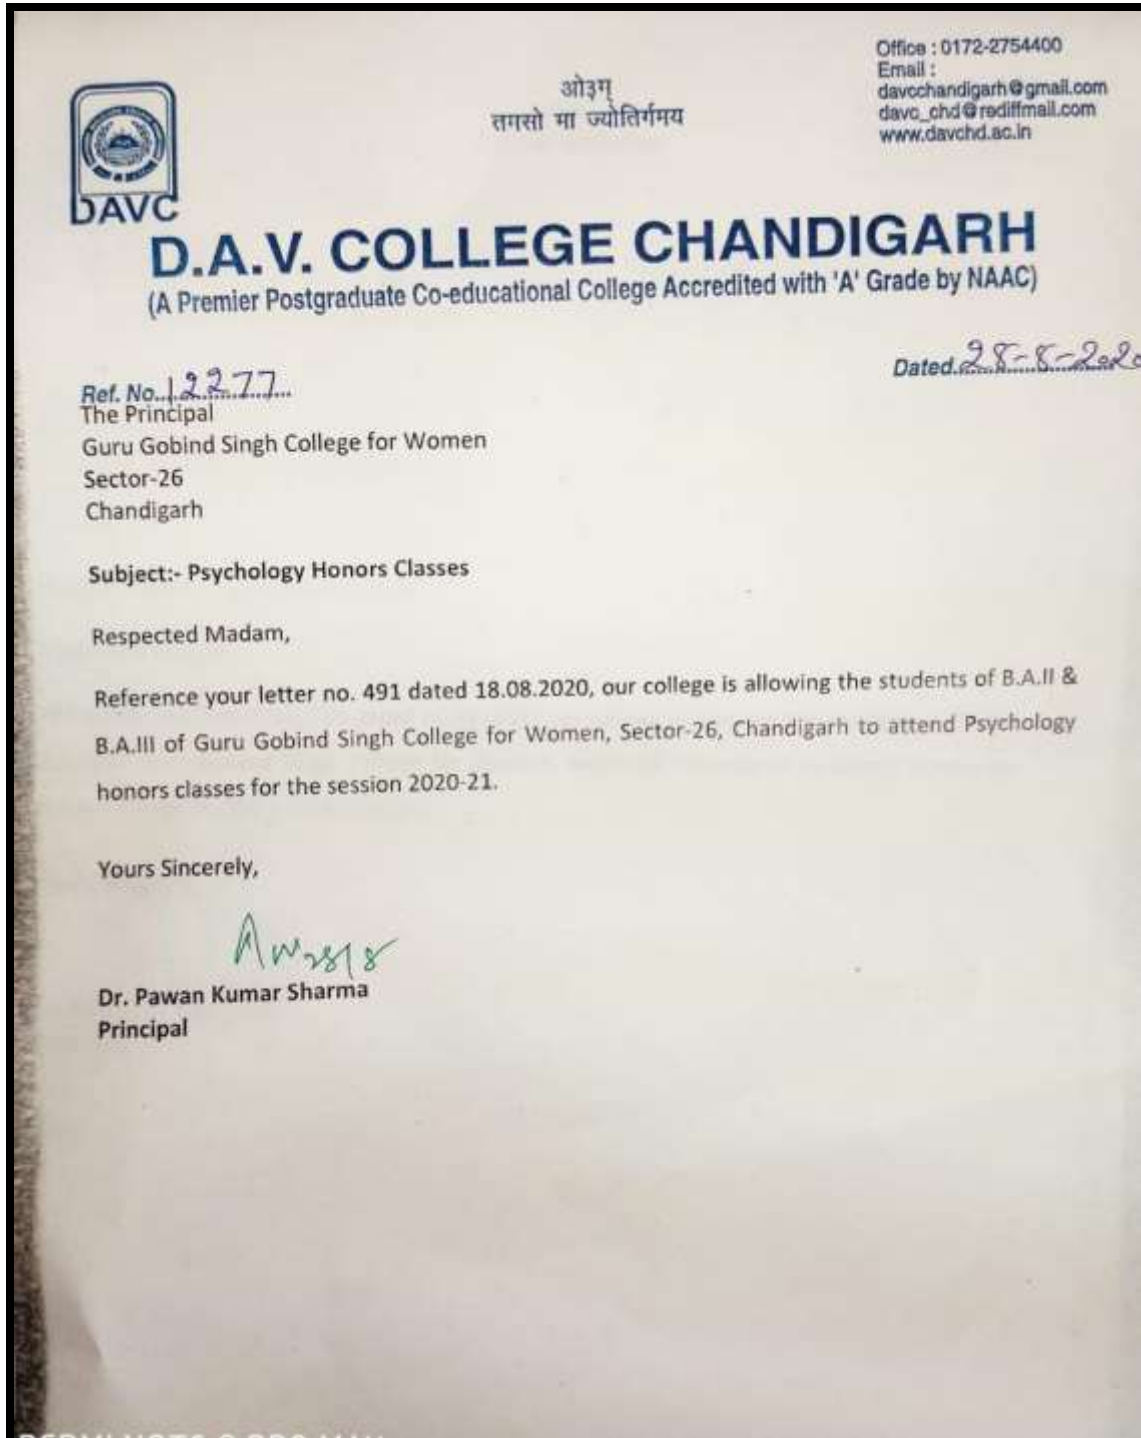 Office : 0172-2754400
Email :
davcchandigarh@gmail.com
davc_chd@rediffmail.com
www.davchd.ac.in
ओ३म्
तमसो मा ज्योतिर्गमय
DAVC
D.A.V. COLLEGE CHANDIGARH
(A Premier Postgraduate Co-educational College Accredited with 'A' Grade by NAAC)
Ref. No. 12277
Dated 28-8-2020
The Principal
Guru Gobind Singh College for Women
Sector-26
Chandigarh
Subject:- Psychology Honors Classes
Respected Madam,
Reference your letter no. 491 dated 18.08.2020, our college is allowing the students of B.A.II &
B.A.III of Guru Gobind Singh College for Women, Sector-26, Chandigarh to attend Psychology
honors classes for the session 2020-21.
Yours Sincerely,
28/8
Dr. Pawan Kumar Sharma
Principal